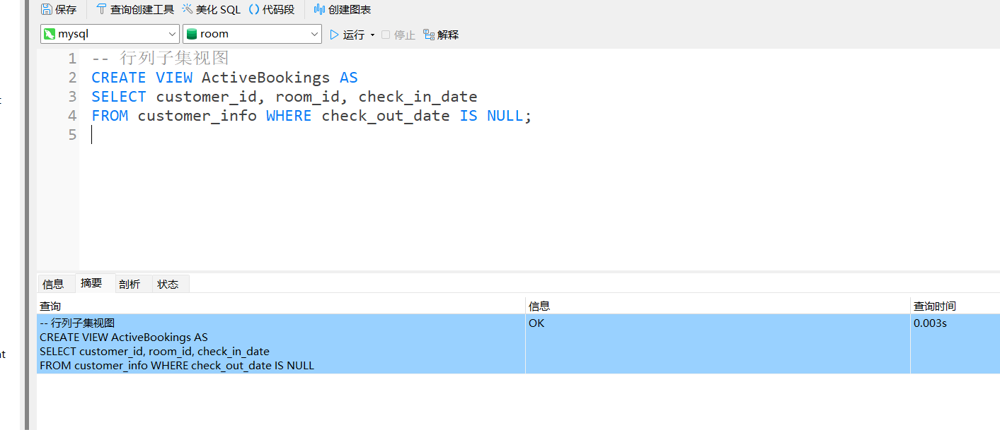 保存 查询创建工具 美化 SQL 代码段 创建图表
mysql room 运行 停止 解释
1 -- 行列子集视图
2 CREATE VIEW ActiveBookings AS
3 SELECT customer_id, room_id, check_in_date
4 FROM customer_info WHERE check_out_date IS NULL;
5
信息 摘要 剖析 状态
查询 信息 查询时间
-- 行列子集视图 OK 0.003s
CREATE VIEW ActiveBookings AS
SELECT customer_id, room_id, check_in_date
FROM customer_info WHERE check_out_date IS NULL